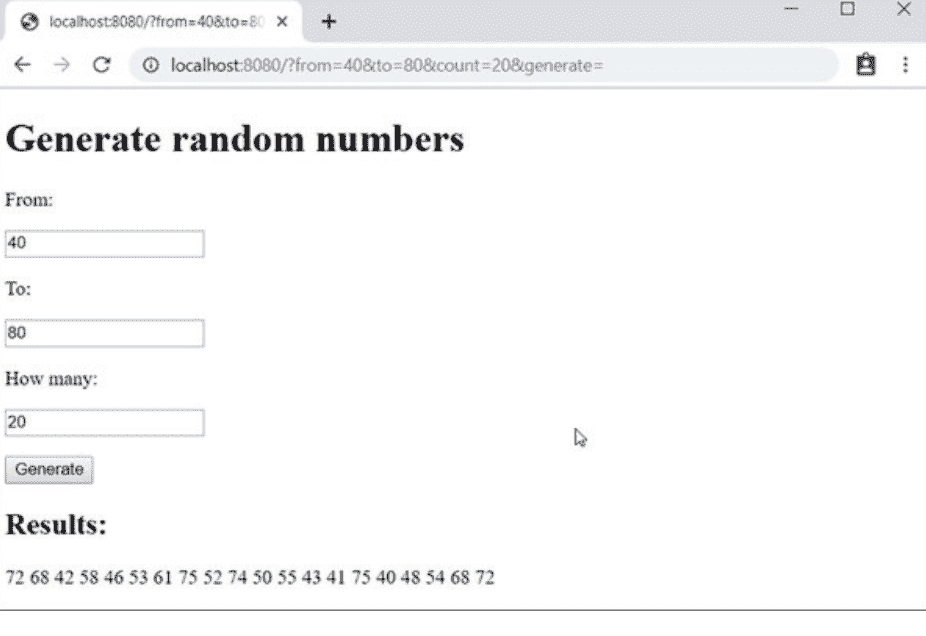 localhost:8080/?from=40&to=80
localhost:8080/?from=40&to=80&count=20&generate=
Generate random numbers
From:
40
To:
80
How many:
20
Generate
Results:
72 68 42 58 46 53 61 75 52 74 50 55 43 41 75 40 48 54 68 72